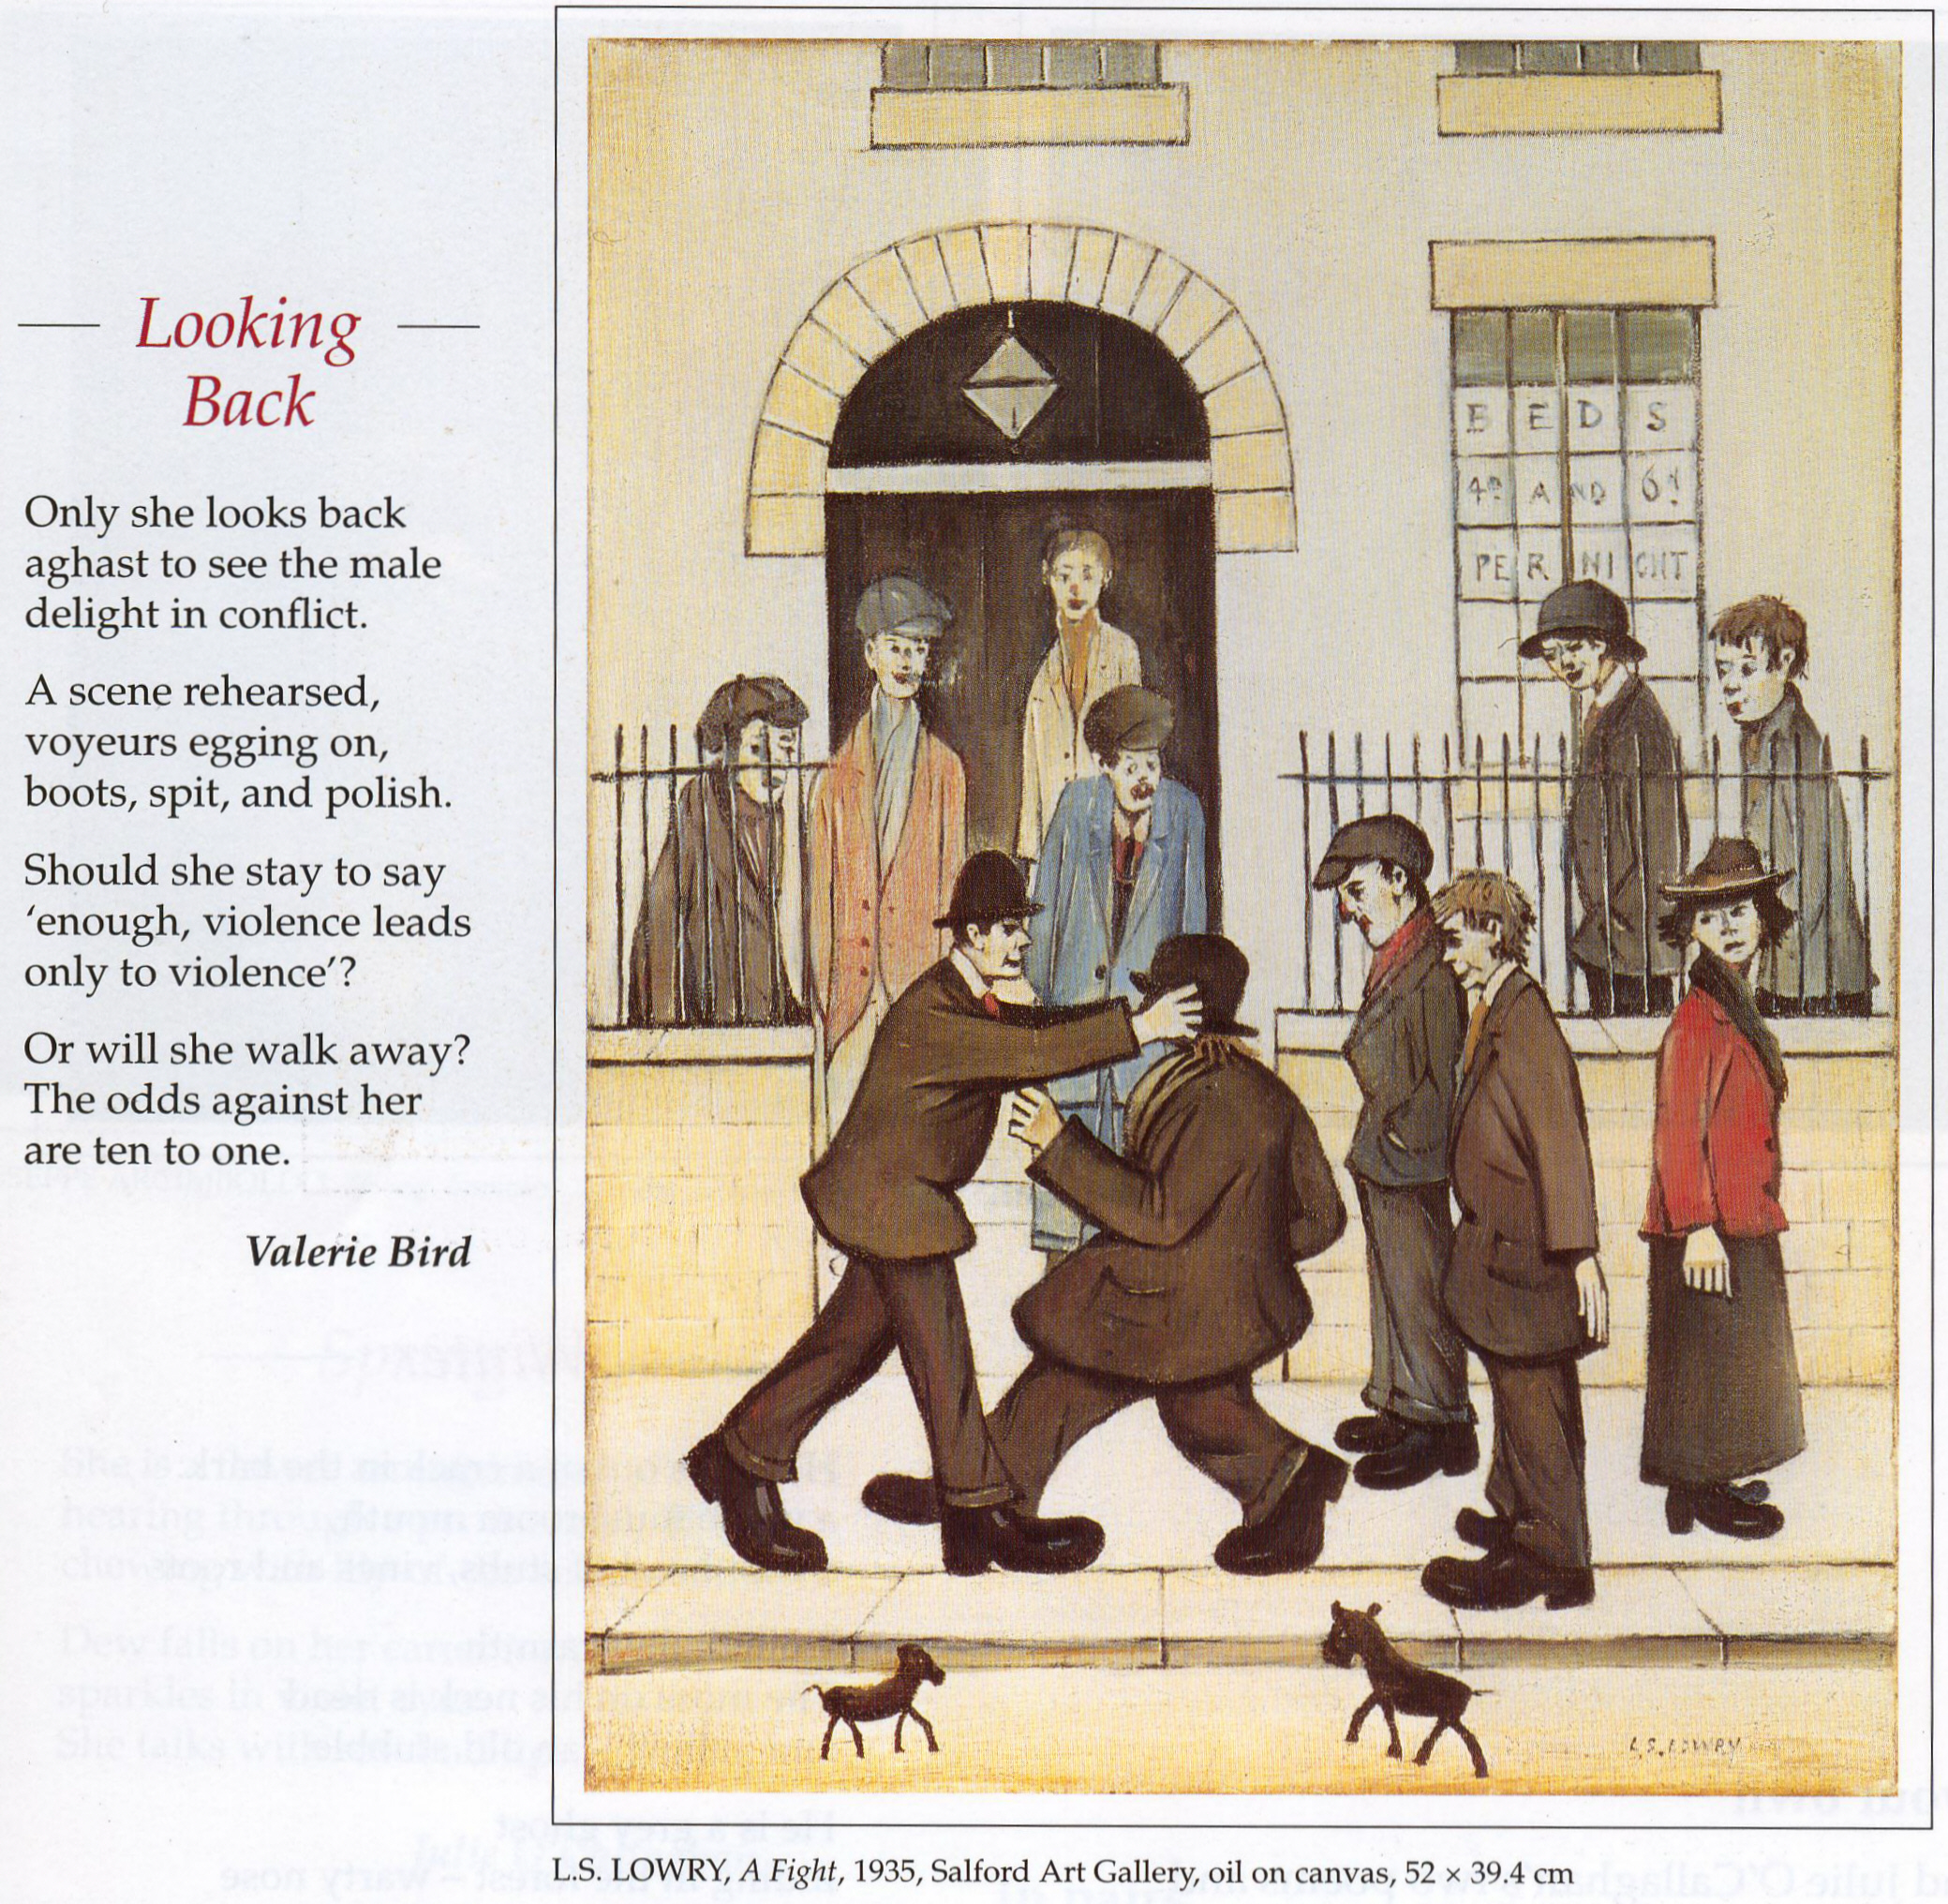 Looking
Back
Only she looks back
aghast to see the male
delight in conflict.
A scene rehearsed,
voyeurs egging on,
boots, spit, and polish.
Should she stay to say
‘enough, violence leads
only to violence’?
Or will she walk away?
The odds against her
are ten to one.
Valerie Bird
BEDS
4D AND 6D
PER NIGHT
L.S. LOWRY
L.S. LOWRY, A Fight, 1935, Salford Art Gallery, oil on canvas, 52 × 39.4 cm